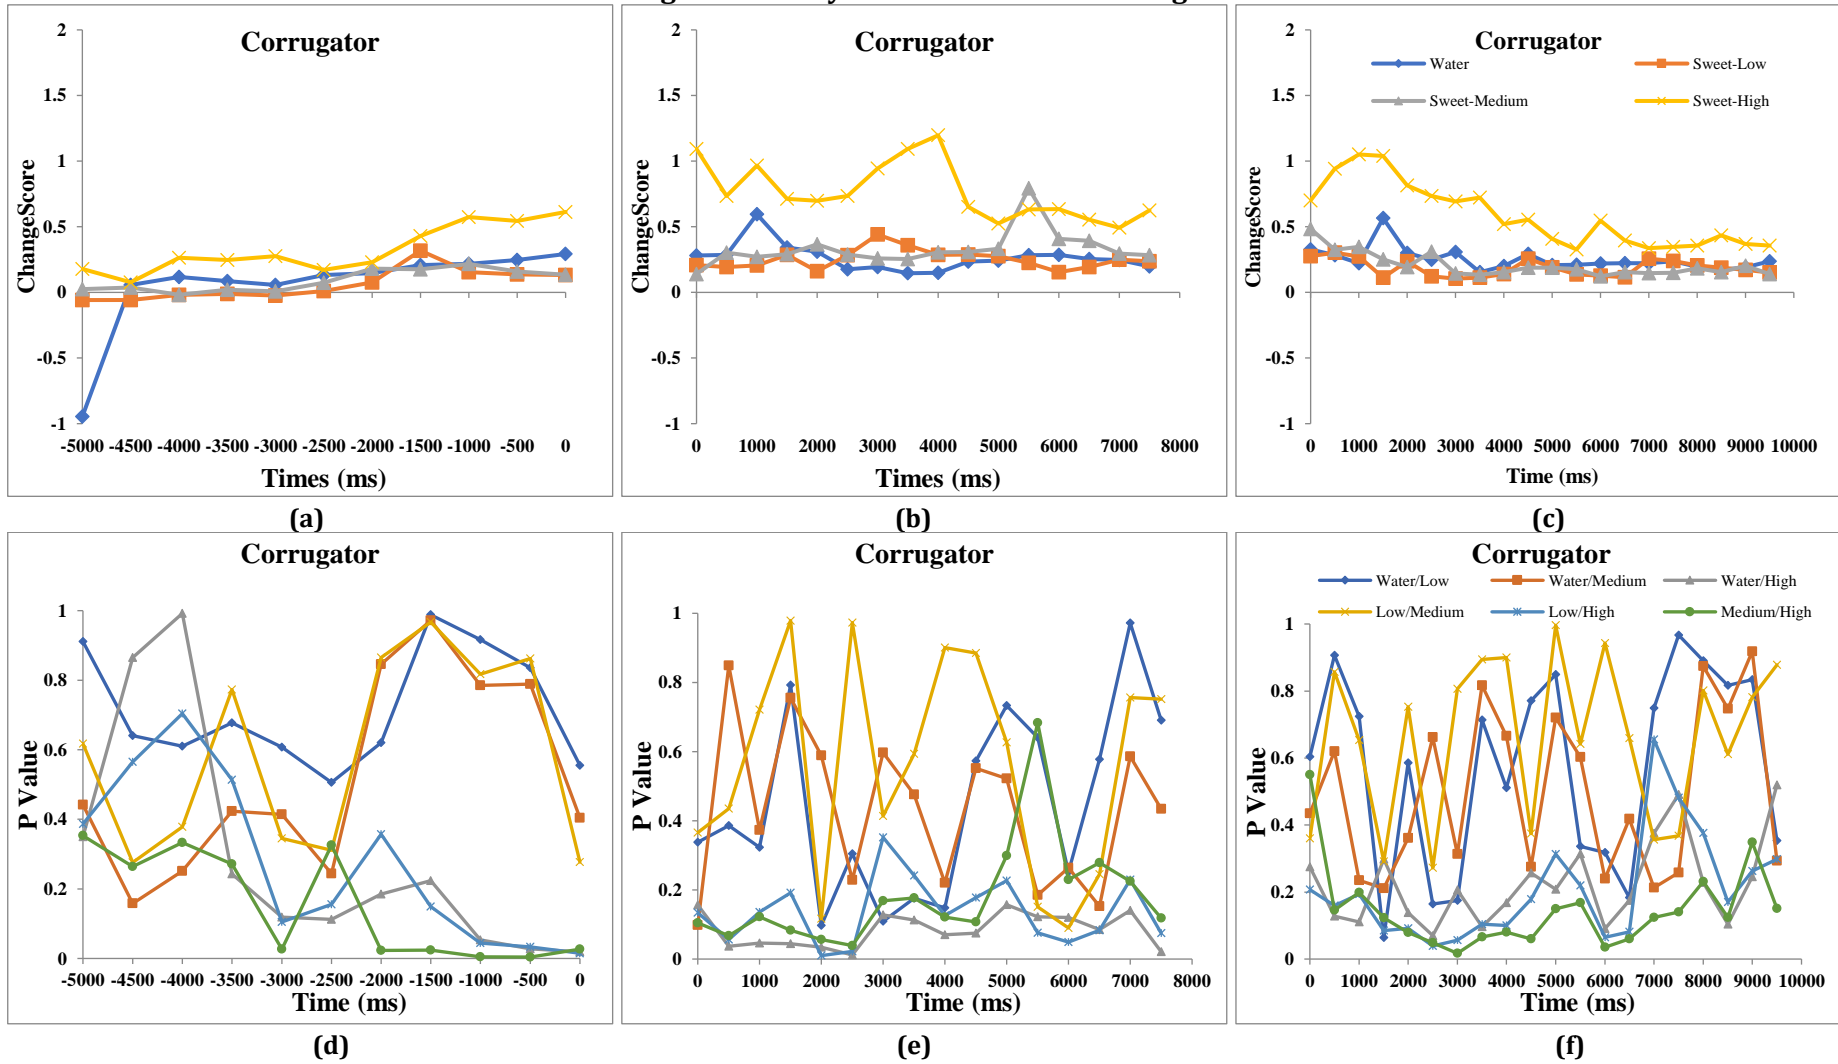 Corrugator
2
1.5
1
0.5
0
-0.5
-1
ChangeScore
-5000 -4500 -4000 -3500 -3000 -2500 -2000 -1500 -1000 -500 0
Times (ms)
(a)
Corrugator
2
1.5
1
0.5
0
-0.5
-1
ChangeScore
0 1000 2000 3000 4000 5000 6000 7000 8000
Times (ms)
(b)
Corrugator
Water Sweet-Low
Sweet-Medium Sweet-High
2
1.5
1
0.5
0
-0.5
-1
ChangeScore
0 1000 2000 3000 4000 5000 6000 7000 8000 9000 10000
Time (ms)
(c)
Corrugator
1
0.8
0.6
0.4
0.2
0
P Value
-5000 -4500 -4000 -3500 -3000 -2500 -2000 -1500 -1000 -500 0
Time (ms)
(d)
Corrugator
1
0.8
0.6
0.4
0.2
0
P Value
0 1000 2000 3000 4000 5000 6000 7000 8000
Time (ms)
(e)
Corrugator
Water/Low Water/Medium Water/High
Low/Medium Low/High Medium/High
1
0.8
0.6
0.4
0.2
0
P Value
0 1000 2000 3000 4000 5000 6000 7000 8000 9000 10000
Time (ms)
(f)